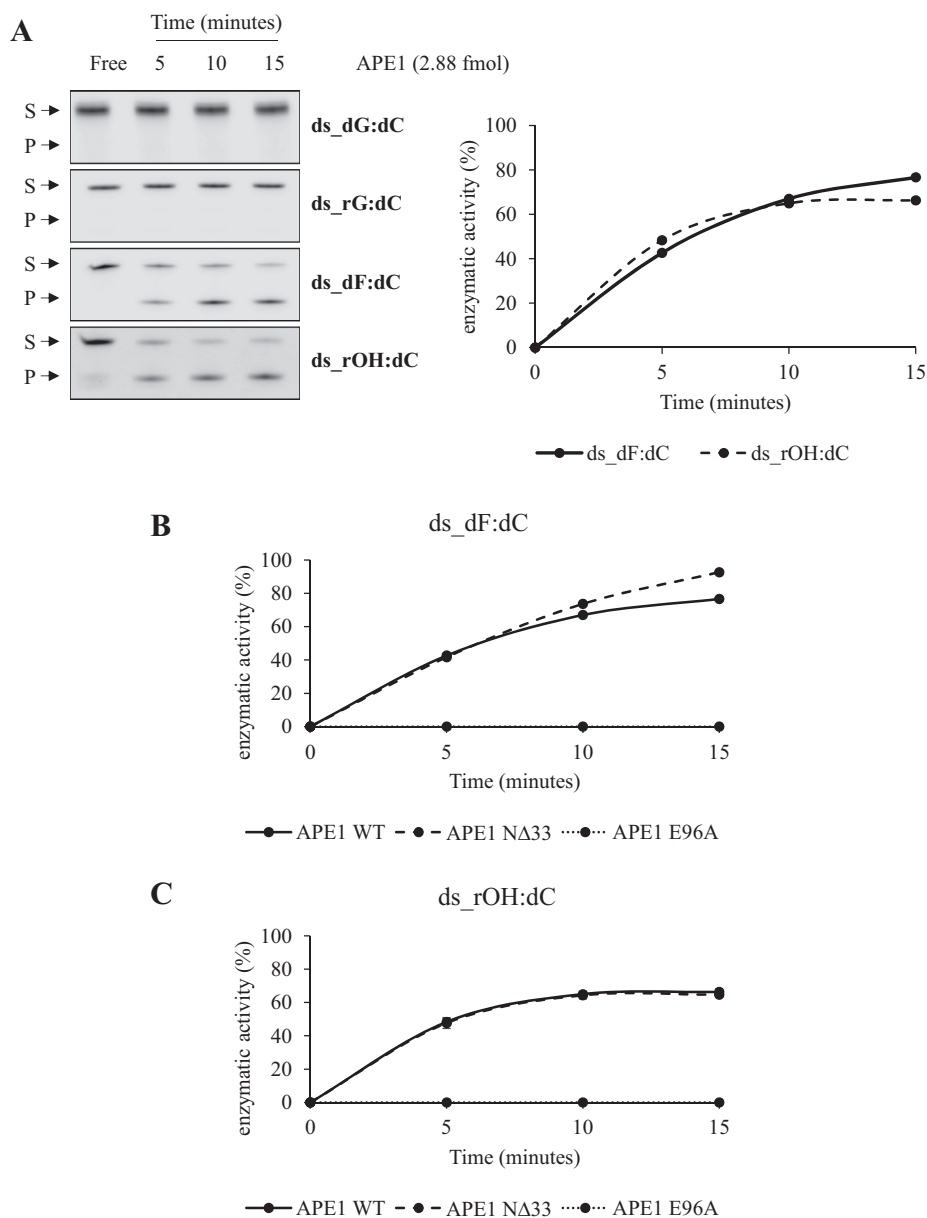 A
Time (minutes)
Free 5 10 15 APE1 (2.88 fmol)
S
P
ds_dG:dC
S
P
ds_rG:dC
S
P
ds_dF:dC
S
P
ds_rOH:dC
enzymatic activity (%)
100
80
60
40
20
0
0 5 10 15
Time (minutes)
ds_dF:dC ds_rOH:dC
B
ds_dF:dC
enzymatic activity (%)
100
80
60
40
20
0
0 5 10 15
Time (minutes)
APE1 WT APE1 NΔ33 APE1 E96A
C
ds_rOH:dC
enzymatic activity (%)
100
80
60
40
20
0
0 5 10 15
Time (minutes)
APE1 WT APE1 NΔ33 APE1 E96A